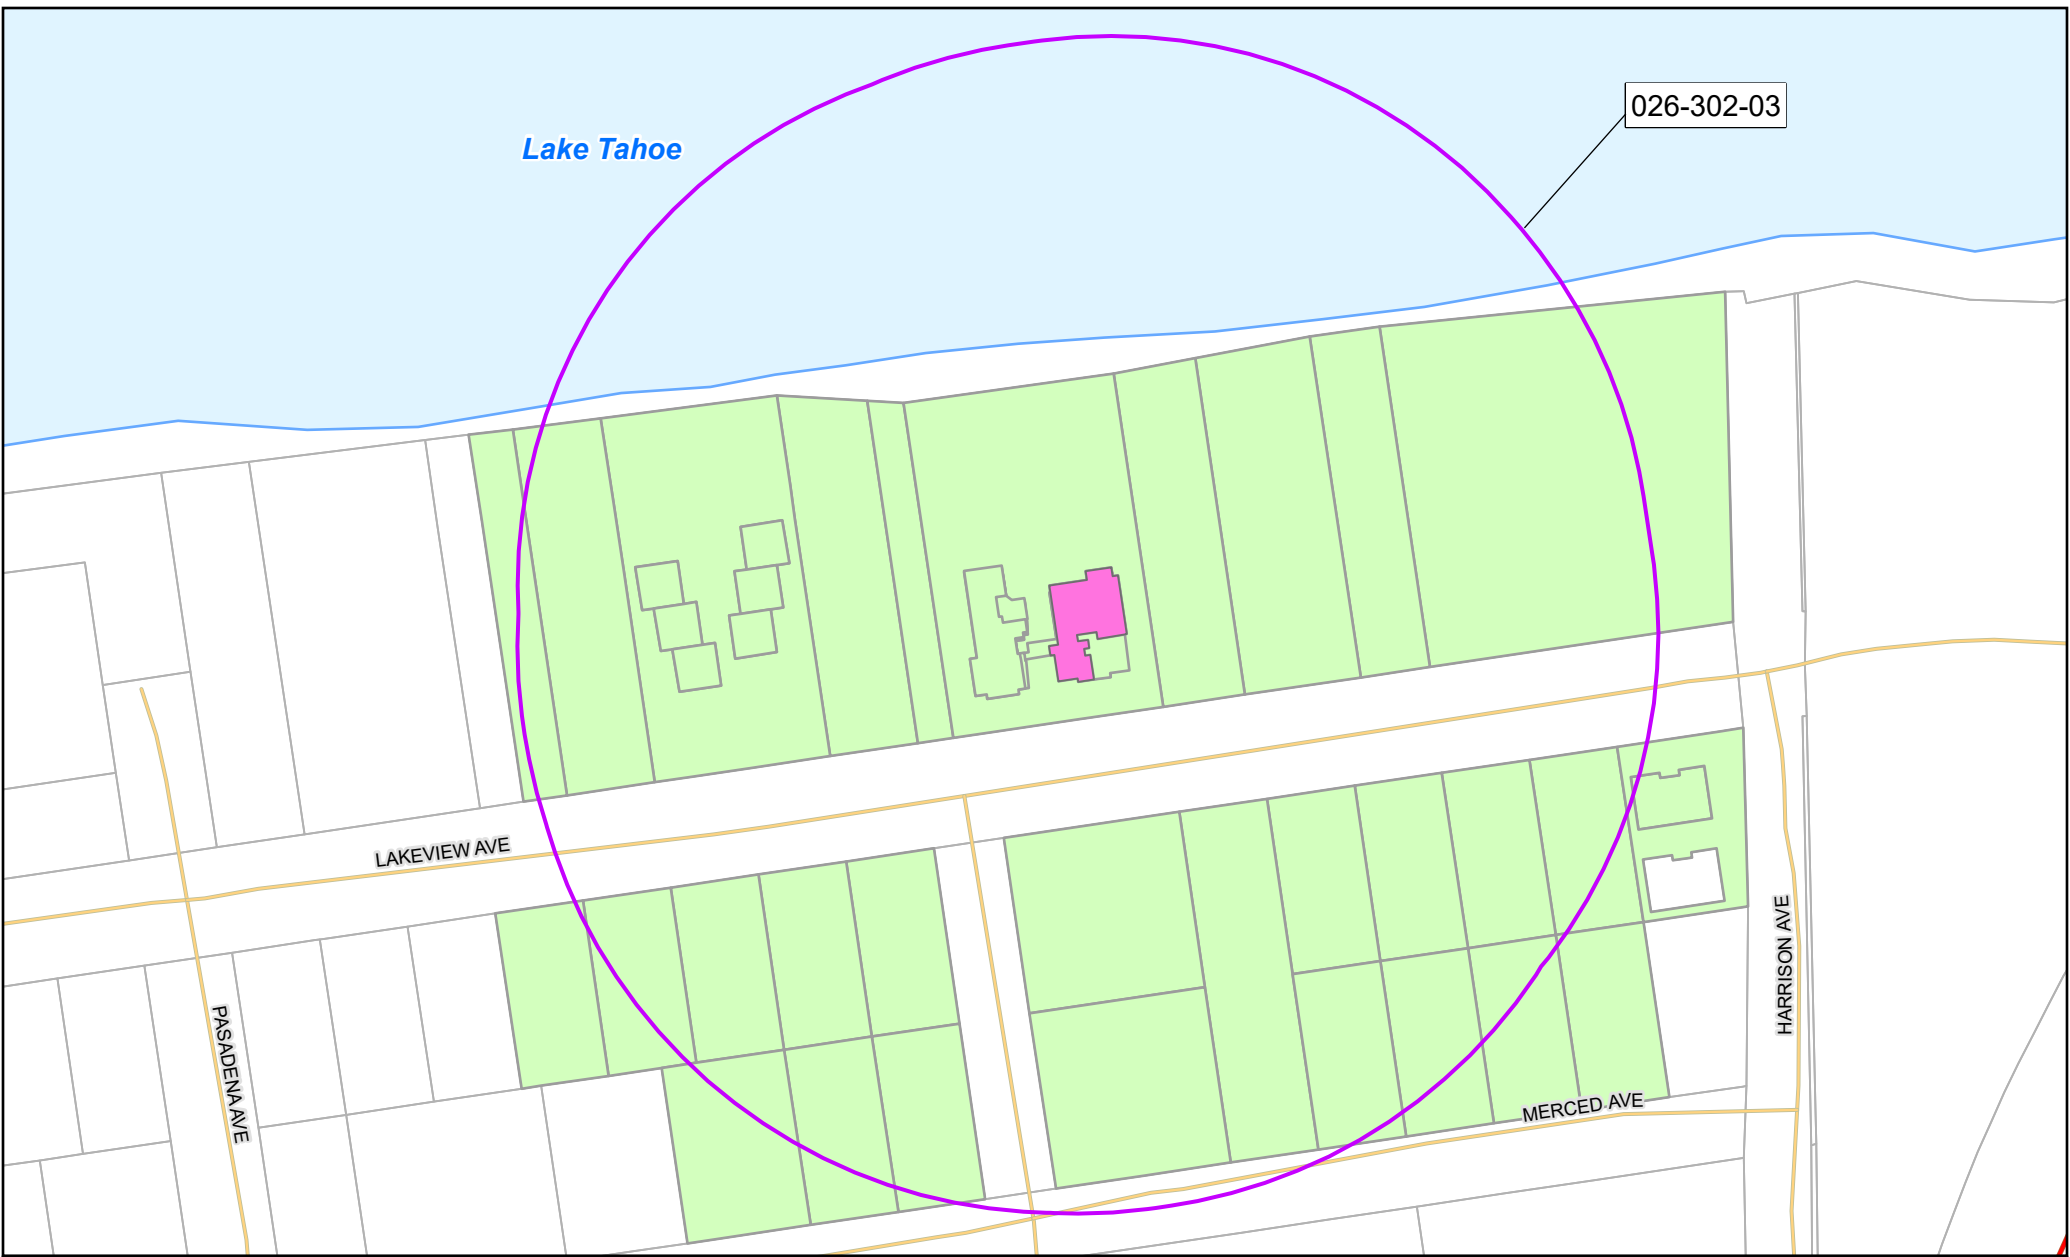 026-302-03
Lake Tahoe
LAKEVIEW AVE
HARRISON AVE
PASADENA AVE
MERCED AVE